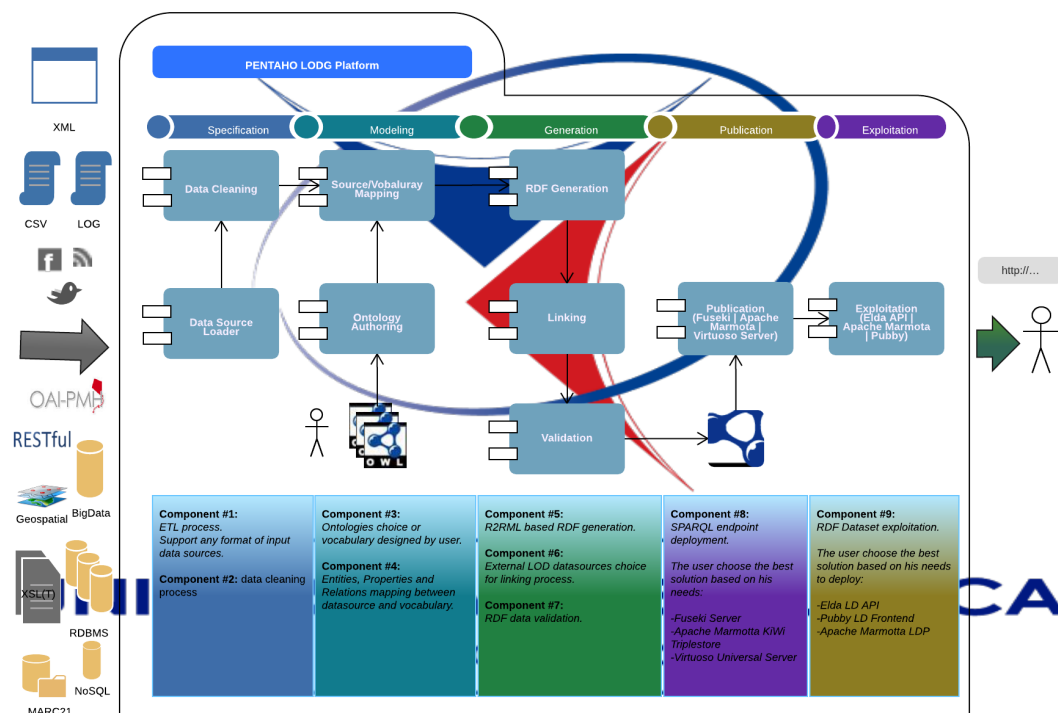 PENTAHO LODG Platform
XML
Specification
Modeling
Generation
Publication
Exploitation
CSV
LOG
Data Cleaning
Source/Vobaluray
Mapping
RDF Generation
http://...
Data Source
Loader
Ontology
Authoring
Linking
Publication
(Fuseki | Apache
Marmota |
Virtuoso Server)
Exploitation
(Elda API |
Apache Marmota
| Pubby)
OAI-PMH
RESTful
OWL
Validation
Geospatial
BigData
XSL(T)
RDBMS
NoSQL
MARC21
Component #1:
ETL process.
Support any format of input
data sources.
Component #2: data cleaning
process
Component #3:
Ontologies choice or
vocabulary designed by user.
Component #4:
Entities, Properties and
Relations mapping between
datasource and vocabulary.
Component #5:
R2RML based RDF generation.
Component #6:
External LOD datasources choice
for linking process.
Component #7:
RDF data validation.
Component #8:
SPARQL endpoint
deployment.
The user choose the best
solution based on his
needs:
-Fuseki Server
-Apache Marmotta KiWi
Triplestore
-Virtuoso Universal Server
Component #9:
RDF Dataset exploitation.
The user choose the best
solution based on his needs
to deploy:
-Elda LD API
-Pubby LD Frontend
-Apache Marmotta LDP
CA